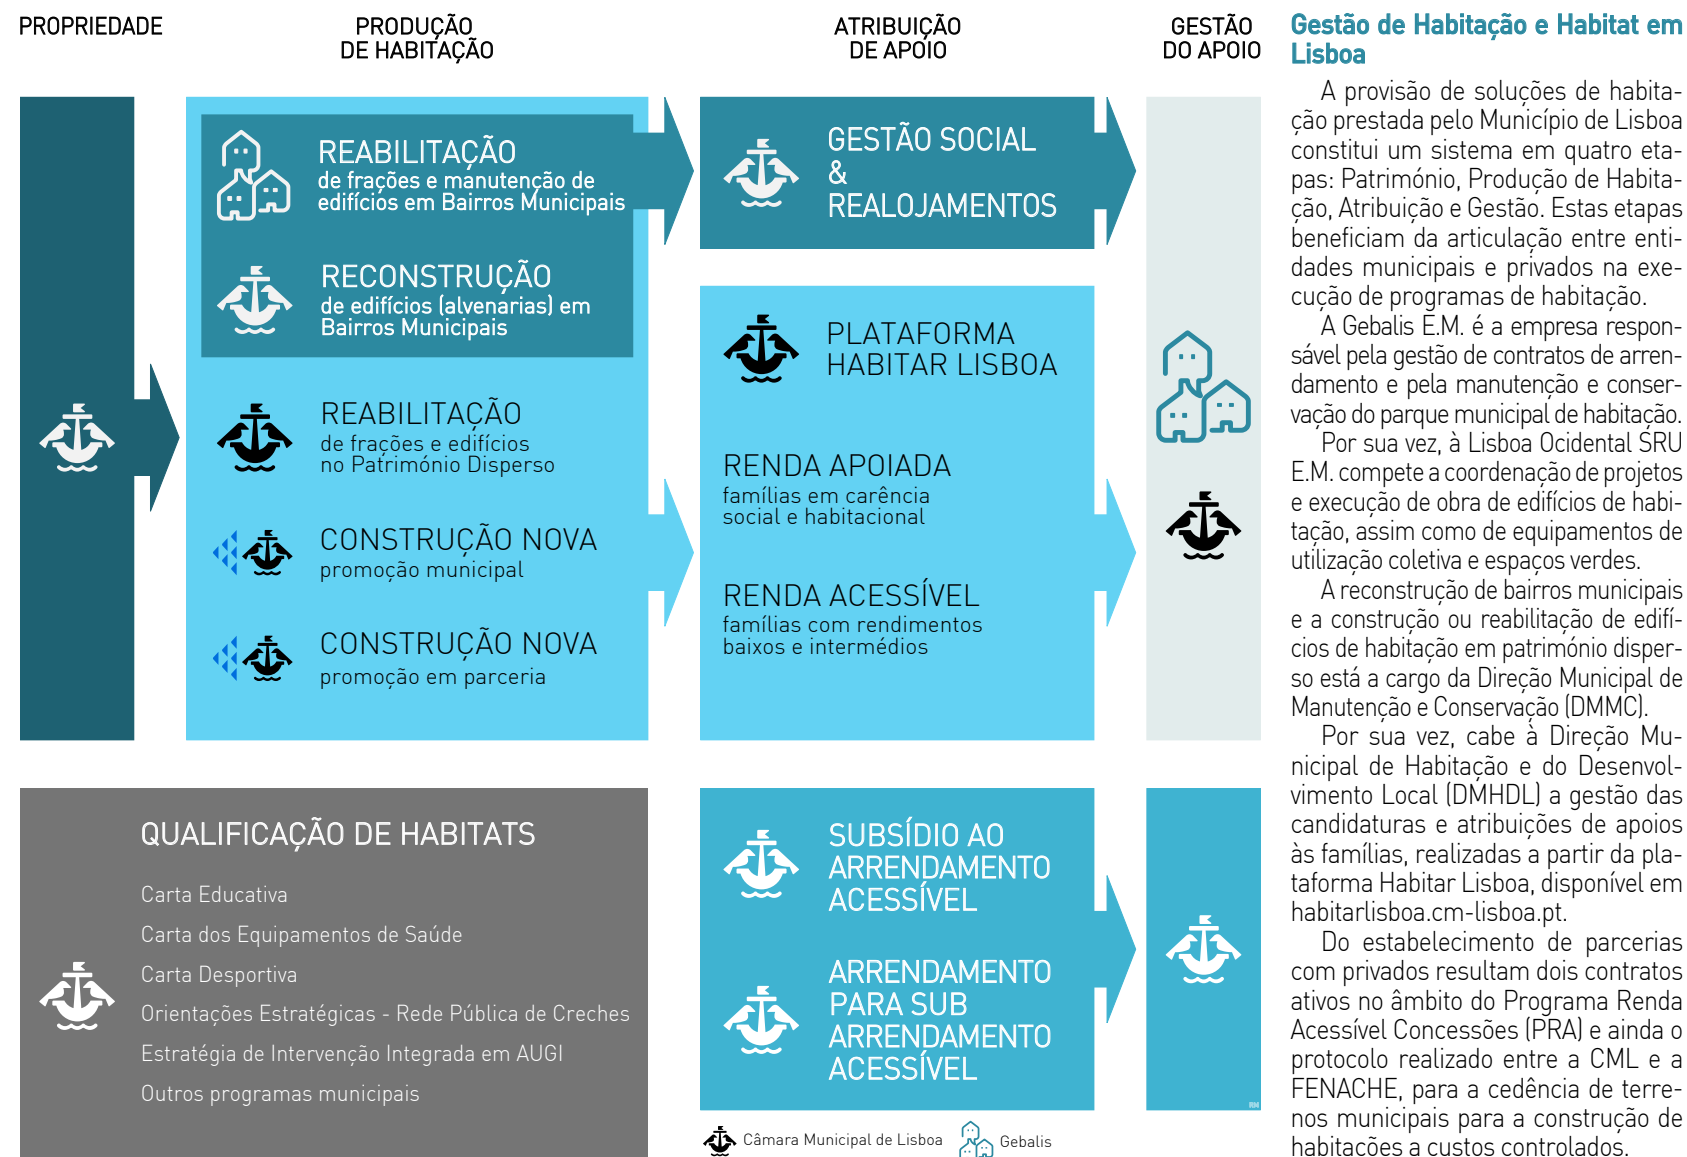 PROPRIEDADE
PRODUÇÃO
DE HABITAÇÃO
ATRIBUIÇÃO
DE APOIO
GESTÃO
DO APOIO
REABILITAÇÃO
de frações e manutenção de
edifícios em Bairros Municipais
RECONSTRUÇÃO
de edifícios (alvenarias) em
Bairros Municipais
REABILITAÇÃO
de frações e edifícios
no Património Disperso
CONSTRUÇÃO NOVA
promoção municipal
CONSTRUÇÃO NOVA
promoção em parceria
GESTÃO SOCIAL
&
REALOJAMENTOS
PLATAFORMA
HABITAR LISBOA
RENDA APOIADA
famílias em carência
social e habitacional
RENDA ACESSÍVEL
famílias com rendimentos
baixos e intermédios
QUALIFICAÇÃO DE HABITATS
Carta Educativa
Carta dos Equipamentos de Saúde
Carta Desportiva
Orientações Estratégicas - Rede Pública de Creches
Estratégia de Intervenção Integrada em AUGI
Outros programas municipais
SUBSÍDIO AO
ARRENDAMENTO
ACESSÍVEL
ARRENDAMENTO
PARA SUB
ARRENDAMENTO
ACESSÍVEL
RM
Câmara Municipal de Lisboa
Gebalis
Gestão de Habitação e Habitat em
Lisboa
A provisão de soluções de habita-
ção prestada pelo Município de Lisboa
constitui um sistema em quatro eta-
pas: Património, Produção de Habita-
ção, Atribuição e Gestão. Estas etapas
beneficiam da articulação entre enti-
dades municipais e privados na exe-
cução de programas de habitação.
A Gebalis E.M. é a empresa respon-
sável pela gestão de contratos de arren-
damento e pela manutenção e conser-
vação do parque municipal de habitação.
Por sua vez, à Lisboa Ocidental SRU
E.M. compete a coordenação de projetos
e execução de obra de edifícios de habi-
tação, assim como de equipamentos de
utilização coletiva e espaços verdes.
A reconstrução de bairros municipais
e a construção ou reabilitação de edifí-
cios de habitação em património disper-
so está a cargo da Direção Municipal de
Manutenção e Conservação (DMMC).
Por sua vez, cabe à Direção Mu-
nicipal de Habitação e do Desenvol-
vimento Local (DMHDL) a gestão das
candidaturas e atribuições de apoios
às famílias, realizadas a partir da pla-
taforma Habitar Lisboa, disponível em
habitarlisboa.cm-lisboa.pt.
Do estabelecimento de parcerias
com privados resultam dois contratos
ativos no âmbito do Programa Renda
Acessível Concessões (PRA) e ainda o
protocolo realizado entre a CML e a
FENACHE, para a cedência de terre-
nos municipais para a construção de
habitações a custos controlados.